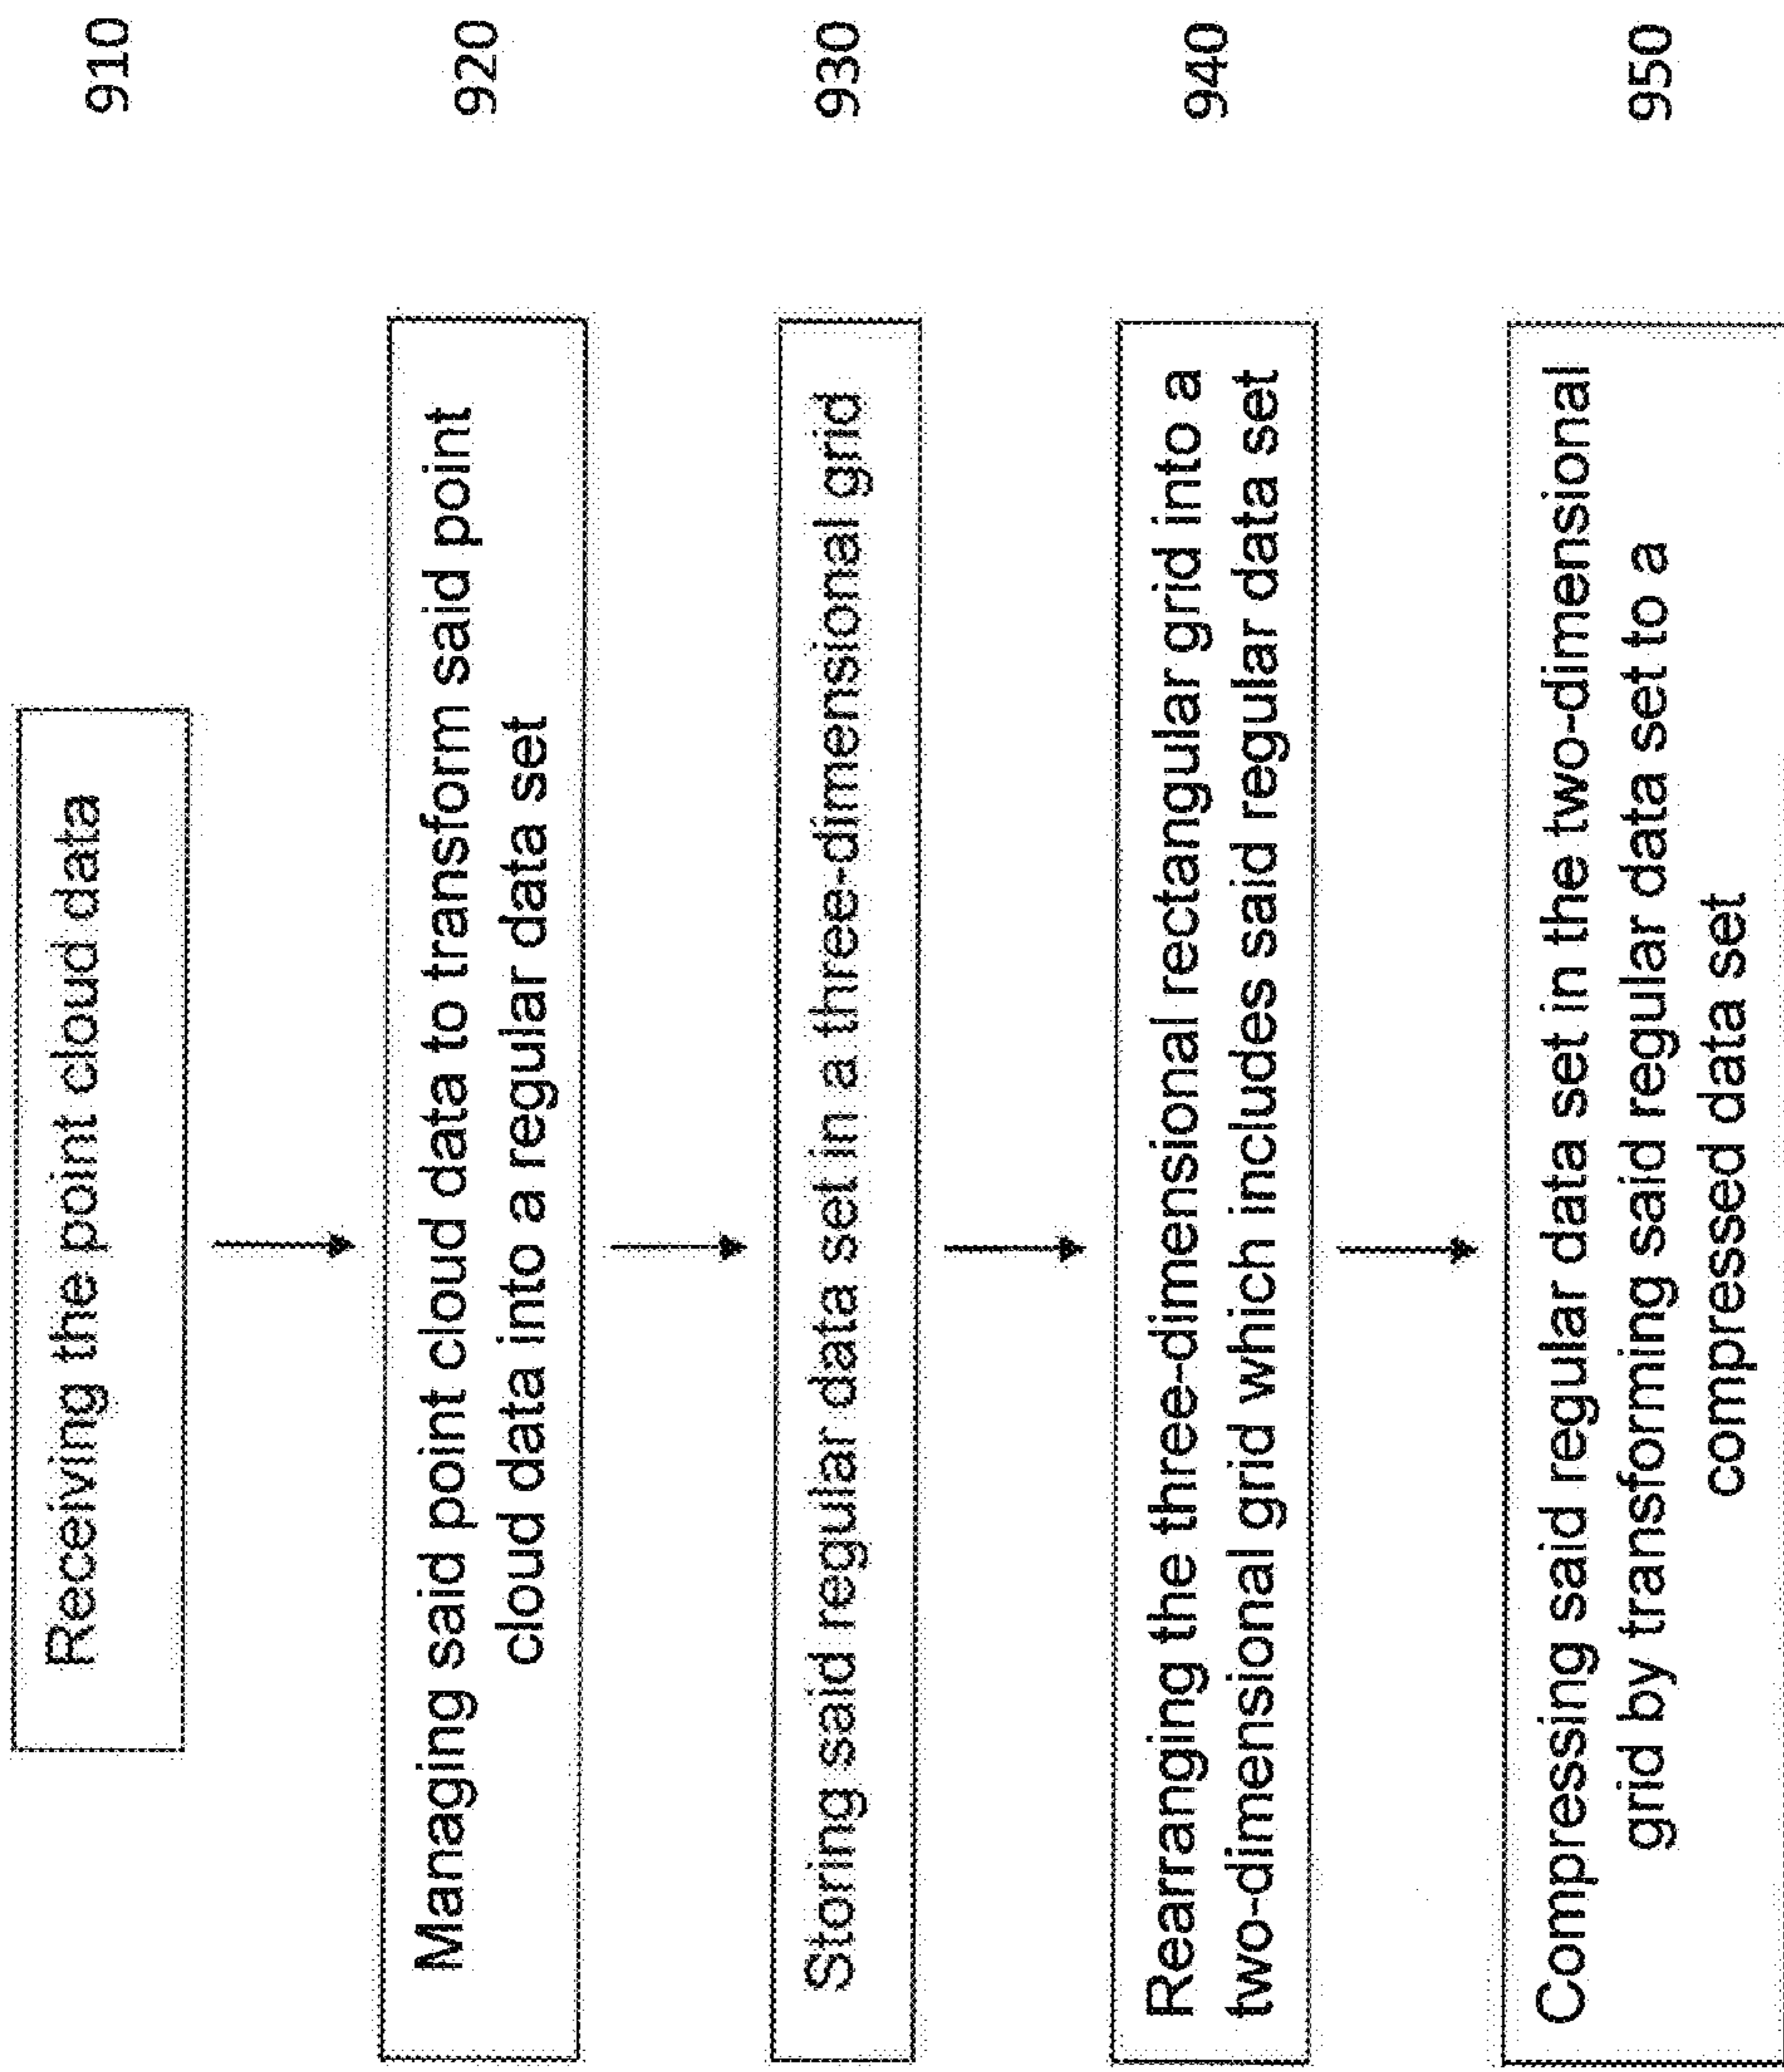 Receiving the point cloud data
910
Managing said point cloud data to transform said point
cloud data into a regular data set
920
Storing said regular data set in a three-dimensional grid
930
Rearranging the three-dimensional rectangular grid into a
two-dimensional grid which includes said regular data set
940
Compressing said regular data set in the two-dimensional
grid by transforming said regular data set to a
compressed data set
950